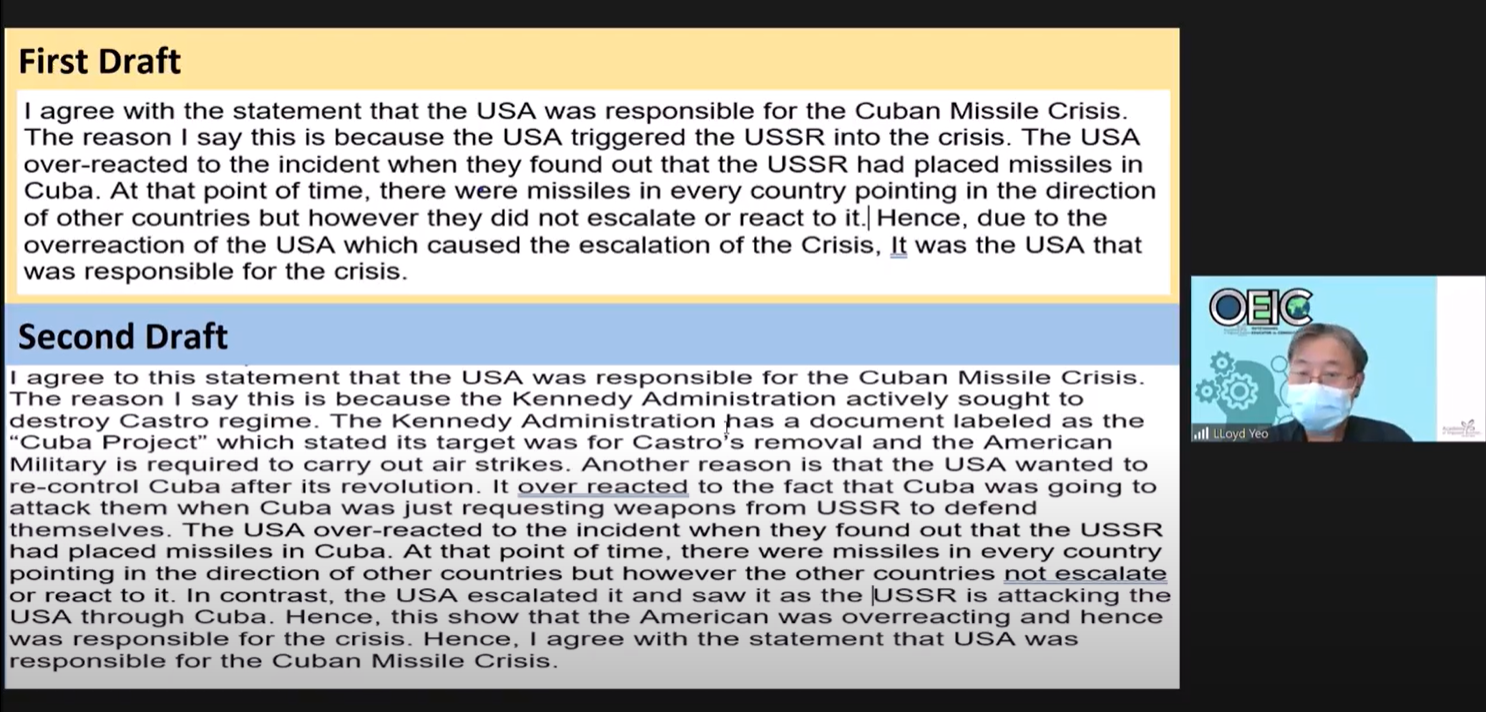 First Draft
I agree with the statement that the USA was responsible for the Cuban Missile Crisis.
The reason I say this is because the USA triggered the USSR into the crisis. The USA
over-reacted to the incident when they found out that the USSR had placed missiles in
Cuba. At that point of time, there were missiles in every country pointing in the direction
of other countries but however they did not escalate or react to it. Hence, due to the
overreaction of the USA which caused the escalation of the Crisis, It was the USA that
was responsible for the crisis.
Second Draft
I agree to this statement that the USA was responsible for the Cuban Missile Crisis.
The reason I say this is because the Kennedy Administration actively sought to
destroy Castro regime. The Kennedy Administration has a document labeled as the
“Cuba Project” which stated its target was for Castro’s removal and the American
Military is required to carry out air strikes. Another reason is that the USA wanted to
re-control Cuba after its revolution. It over reacted to the fact that Cuba was going to
attack them when Cuba was just requesting weapons from USSR to defend
themselves. The USA over-reacted to the incident when they found out that the USSR
had placed missiles in Cuba. At that point of time, there were missiles in every country
pointing in the direction of other countries but however the other countries not escalate
or react to it. In contrast, the USA escalated it and saw it as the USSR is attacking the
USA through Cuba. Hence, this show that the American was overreacting and hence
was responsible for the crisis. Hence, I agree with the statement that USA was
responsible for the Cuban Missile Crisis.
OEIC
LLoyd Yeo